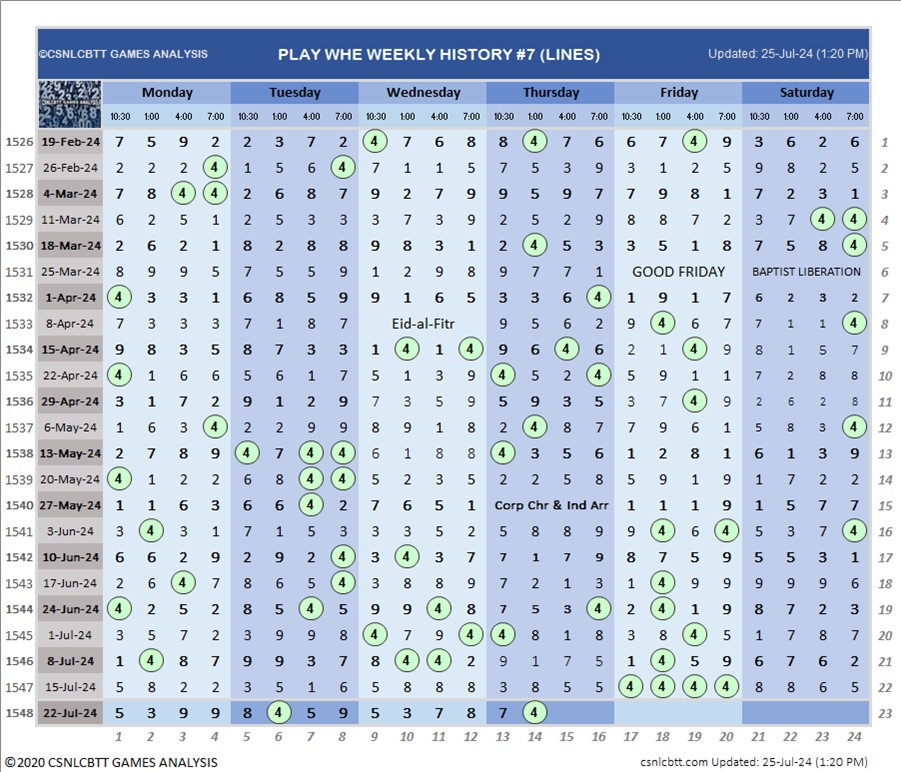 ©CSNLCBTT GAMES ANALYSIS PLAY WHE WEEKLY HISTORY #7 (LINES) Updated: 25-Jul-24 (1:20 PM)
Monday Tuesday Wednesday Thursday Friday Saturday
10:30 1:00 4:00 7:00 10:30 1:00 4:00 7:00 10:30 1:00 4:00 7:00 10:30 1:00 4:00 7:00 10:30 1:00 4:00 7:00 10:30 1:00 4:00 7:00
1526 19-Feb-24 7 5 9 2 2 3 7 2 4 7 6 8 8 4 7 6 6 7 4 9 3 6 2 6 1
1527 26-Feb-24 2 2 2 4 1 5 6 4 7 1 1 5 7 5 3 9 3 1 2 5 9 8 2 5 2
1528 4-Mar-24 7 8 4 4 2 6 8 7 9 2 7 9 9 5 9 7 7 9 8 1 7 2 3 1 3
1529 11-Mar-24 6 2 5 1 2 5 3 3 3 7 3 9 2 5 2 9 8 8 7 2 3 7 4 4 4
1530 18-Mar-24 2 6 2 1 8 2 8 8 9 8 3 1 2 4 5 3 3 5 1 8 7 5 8 4 5
1531 25-Mar-24 8 9 9 5 7 5 5 9 1 2 9 8 9 7 7 1 GOOD FRIDAY BAPTIST LIBERATION 6
1532 1-Apr-24 4 3 3 1 6 8 5 9 9 1 6 5 3 3 6 4 1 9 1 7 6 2 3 2 7
1533 8-Apr-24 7 3 3 3 7 1 8 7 Eid-al-Fitr 9 5 6 2 9 4 6 7 7 1 1 4 8
1534 15-Apr-24 9 8 3 5 8 7 3 3 1 4 1 4 9 6 4 6 2 1 4 9 8 1 5 7 9
1535 22-Apr-24 4 1 6 6 5 6 1 7 5 1 3 9 4 5 2 4 5 9 1 1 7 2 8 8 10
1536 29-Apr-24 3 1 7 2 9 1 2 9 7 3 5 9 5 9 3 5 3 7 4 9 2 6 2 8 11
1537 6-May-24 1 6 3 4 2 2 9 9 8 9 1 8 2 4 8 7 7 9 6 1 5 8 3 4 12
1538 13-May-24 2 7 8 9 4 7 4 4 6 1 8 8 4 3 5 6 1 2 8 1 6 1 3 9 13
1539 20-May-24 4 1 2 2 6 8 4 4 5 2 3 5 2 2 5 8 5 9 1 9 1 7 2 2 14
1540 27-May-24 1 1 6 3 6 6 4 2 7 6 5 1 Corp Chr & Ind Arr 1 1 1 9 1 5 7 7 15
1541 3-Jun-24 3 4 2 3 7 1 5 3 3 3 5 2 5 8 8 9 9 4 6 4 5 3 7 4 16
1542 10-Jun-24 6 6 2 9 2 9 2 4 3 4 3 7 7 1 7 9 8 7 5 9 5 5 3 1 17
1543 17-Jun-24 2 6 4 7 8 6 5 4 3 8 8 9 7 2 1 3 1 4 9 9 9 9 9 6 18
1544 24-Jun-24 4 2 5 2 8 5 4 5 9 9 4 8 7 5 3 4 2 4 1 9 8 7 2 3 19
1545 1-Jul-24 3 5 7 2 3 9 9 8 4 7 9 4 4 8 1 8 3 8 4 5 1 7 8 7 20
1546 8-Jul-24 1 4 8 7 9 9 3 7 8 4 4 2 9 1 7 5 1 4 5 9 6 7 6 2 21
1547 15-Jul-24 5 8 2 2 3 5 1 6 5 8 8 8 3 8 5 5 4 4 4 4 8 8 6 5 22
1548 22-Jul-24 5 3 9 9 8 4 5 9 5 3 7 8 7 4 23
1 2 3 4 5 6 7 8 9 10 11 12 13 14 15 16 17 18 19 20 21 22 23 24
©2020 CSNLCBTT GAMES ANALYSIS csnlcbtt.com Updated: 25-Jul-24 (1:20 PM)